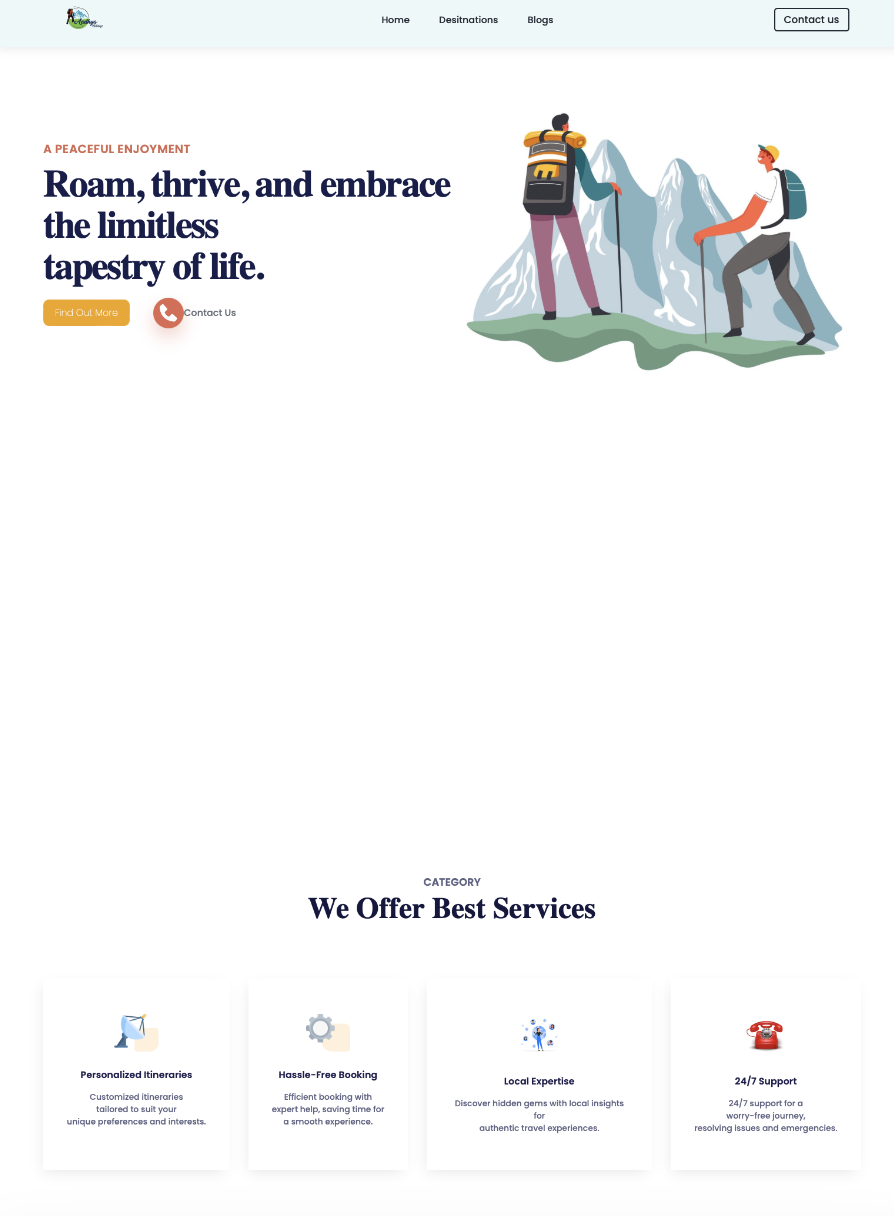 Home
Desitnations
Blogs
Contact us
A PEACEFUL ENJOYMENT
Roam, thrive, and embrace
the limitless
tapestry of life.
Find Out More
Contact Us
CATEGORY
We Offer Best Services
Personalized Itineraries
Customized itineraries
tailored to suit your
unique preferences and interests.
Hassle-Free Booking
Efficient booking with
expert help, saving time for
a smooth experience.
Local Expertise
Discover hidden gems with local insights
for
authentic travel experiences.
24/7 Support
24/7 support for a
worry-free journey,
resolving issues and emergencies.